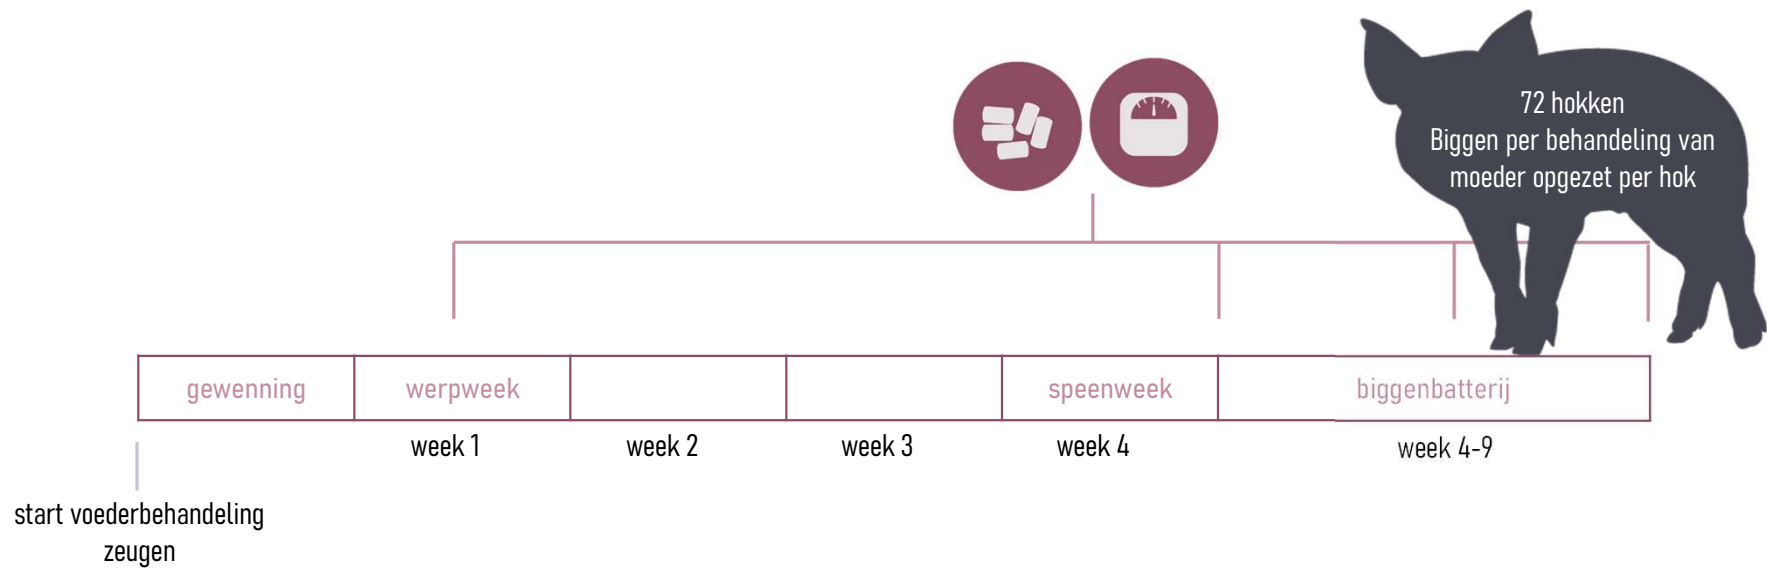 72 hokken
Biggen per behandeling van
moeder opgezet per hok
gewenning
werpweek
speenweek
biggenbatterij
week 1
week 2
week 3
week 4
week 4-9
start voederbehandeling
zeugen